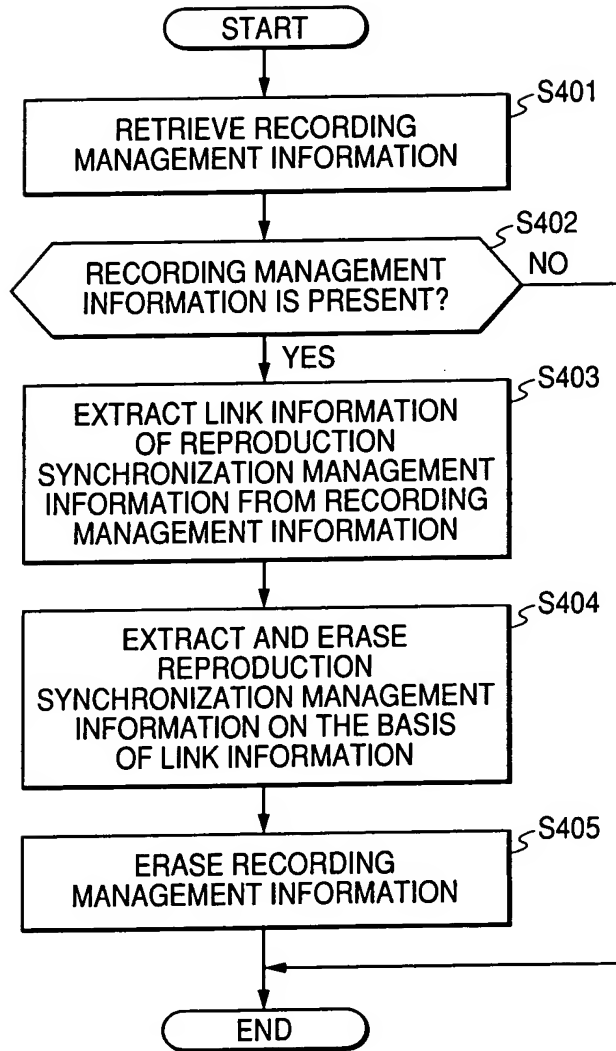 START
S401
RETRIEVE RECORDING
MANAGEMENT INFORMATION
S402
RECORDING MANAGEMENT
INFORMATION IS PRESENT?
NO
YES
S403
EXTRACT LINK INFORMATION
OF REPRODUCTION
SYNCHRONIZATION MANAGEMENT
INFORMATION FROM RECORDING
MANAGEMENT INFORMATION
S404
EXTRACT AND ERASE
REPRODUCTION
SYNCHRONIZATION MANAGEMENT
INFORMATION ON THE BASIS
OF LINK INFORMATION
S405
ERASE RECORDING
MANAGEMENT INFORMATION
END